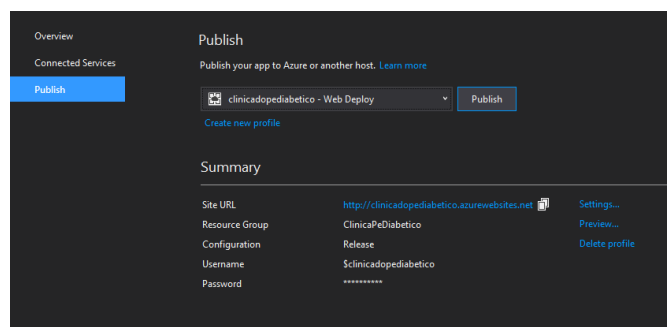 Overview
Connected Services
Publish
Publish
Publish your app to Azure or another host. Learn more
clinicadopediabetico - Web Deploy
Publish
Create new profile
Summary
Site URL http://clinicadopediabetico.azurewebsites.net Settings...
Resource Group ClinicaPeDiabetico Preview...
Configuration Release Delete profile
Username $clinicadopediabetico
Password **********